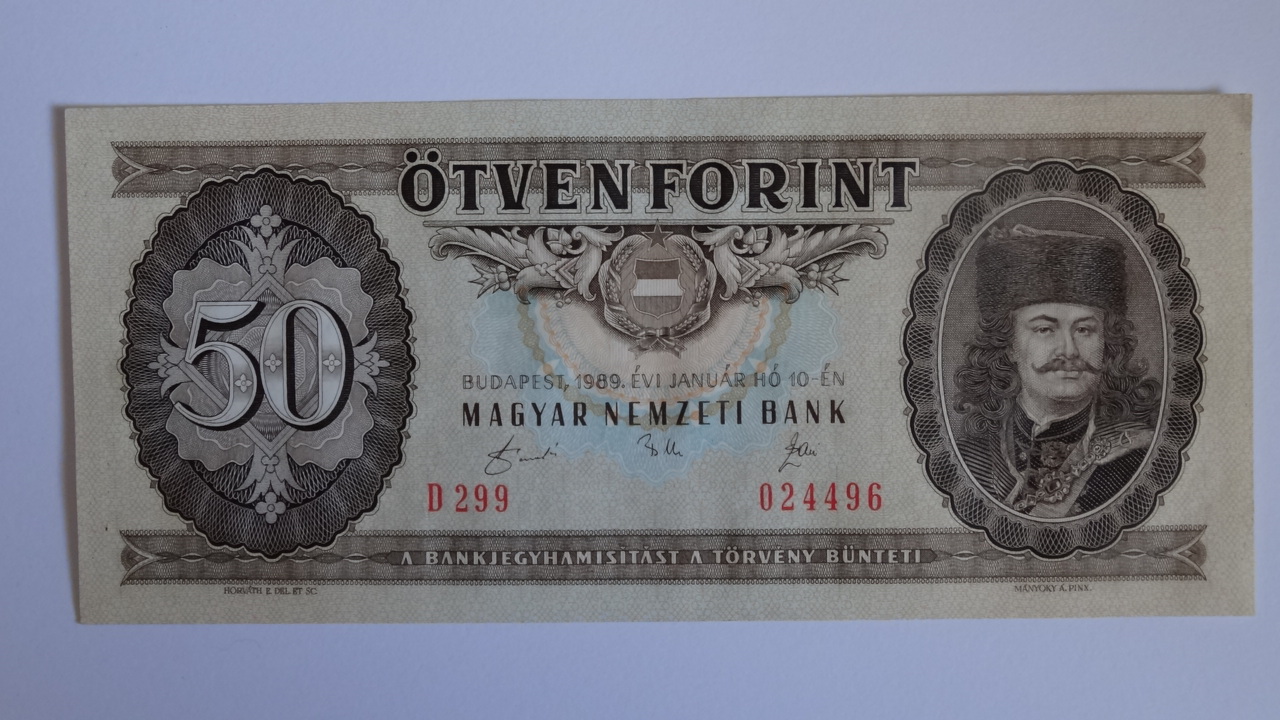 ÖTVEN FORINT
50
BUDAPEST, 1989. ÉVI JANUÁR HÓ 10-ÉN
MAGYAR NEMZETI BANK
D 299 024496
A BANKJEGYHAMISÍTÁST A TÖRVÉNY BÜNTETI
HORVÁTH E. DEL. ET SC. MÁNYOKY Á. PINX.